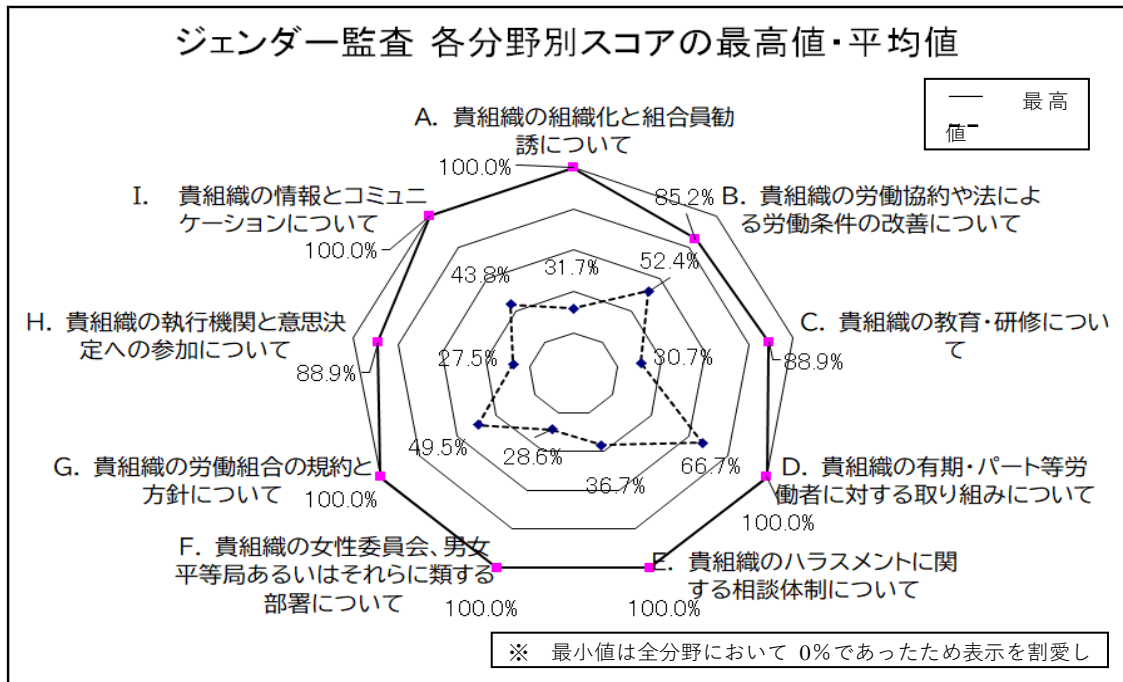 ジェンダー監査 各分野別スコアの最高値・平均値
最高
値
A. 貴組織の組織化と組合員勧
誘について
100.0%
85.2%
B. 貴組織の労働協約や法によ
る労働条件の改善について
I. 貴組織の情報とコミュニ
ケーションについて
100.0%
43.8%
31.7%
52.4%
H. 貴組織の執行機関と意思決
定への参加について
88.9%
27.5%
30.7%
C. 貴組織の教育・研修につい
て
88.9%
G. 貴組織の労働組合の規約と
方針について
100.0%
49.5%
28.6%
36.7%
66.7%
D. 貴組織の有期・パート等労
働者に対する取り組みについて
100.0%
F. 貴組織の女性委員会、男女
平等局あるいはそれらに類する
部署について
100.0%
E. 貴組織のハラスメントに関
する相談体制について
100.0%
※ 最小値は全分野において 0%であったため表示を割愛し